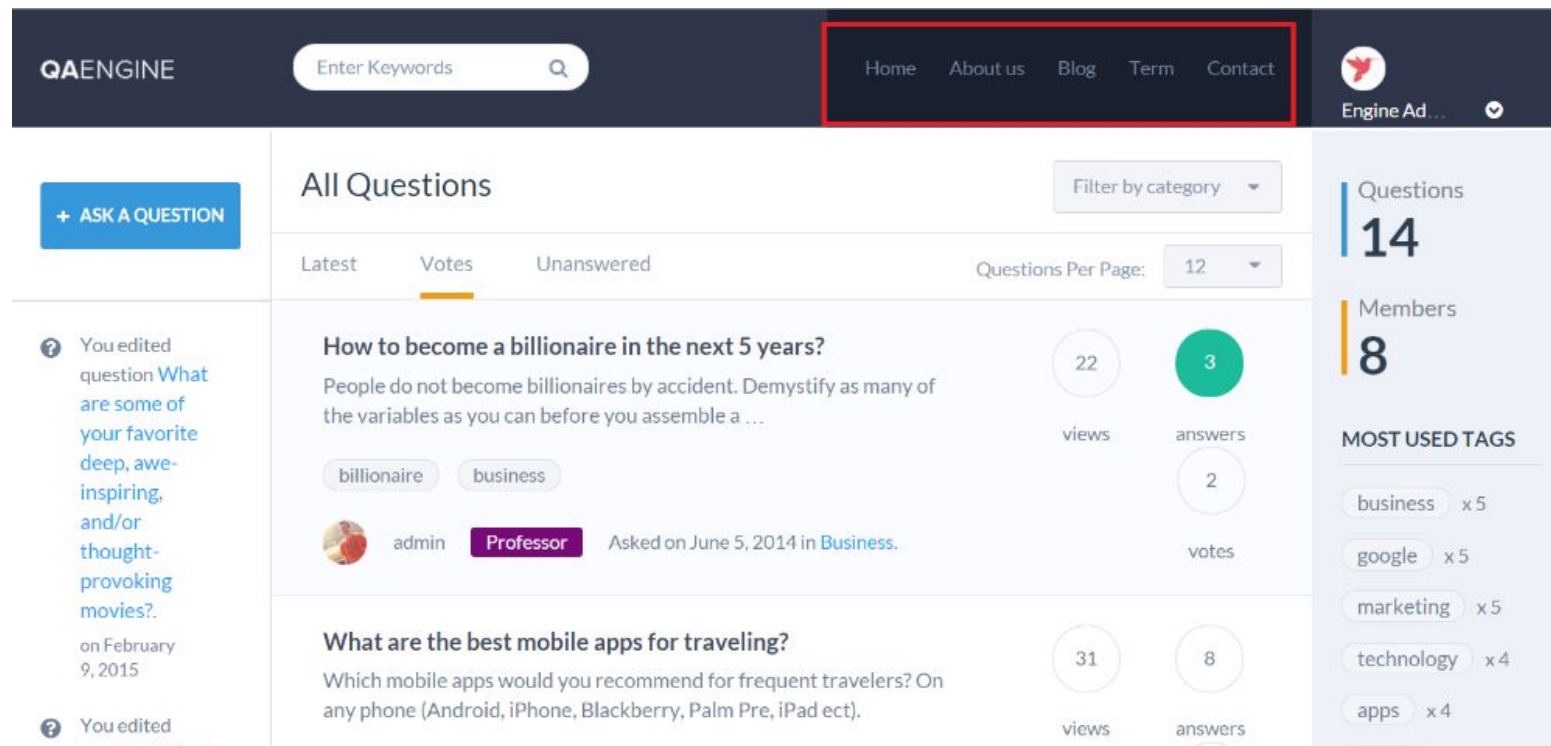 QAENGINE
Enter Keywords
Home About us Blog Term Contact
Engine Ad...
+ ASK A QUESTION
You edited
question What
are some of
your favorite
deep, awe-
inspiring,
and/or
thought-
provoking
movies?.
on February
9, 2015
You edited
All Questions
Filter by category
Latest Votes Unanswered
Questions Per Page: 12
How to become a billionaire in the next 5 years?
People do not become billionaires by accident. Demystify as many of
the variables as you can before you assemble a ...
billionaire business
admin Professor Asked on June 5, 2014 in Business.
22
views
3
answers
2
votes
What are the best mobile apps for traveling?
Which mobile apps would you recommend for frequent travelers? On
any phone (Android, iPhone, Blackberry, Palm Pre, iPad ect).
31
views
8
answers
Questions
14
Members
8
MOST USED TAGS
business x 5
google x 5
marketing x 5
technology x 4
apps x 4